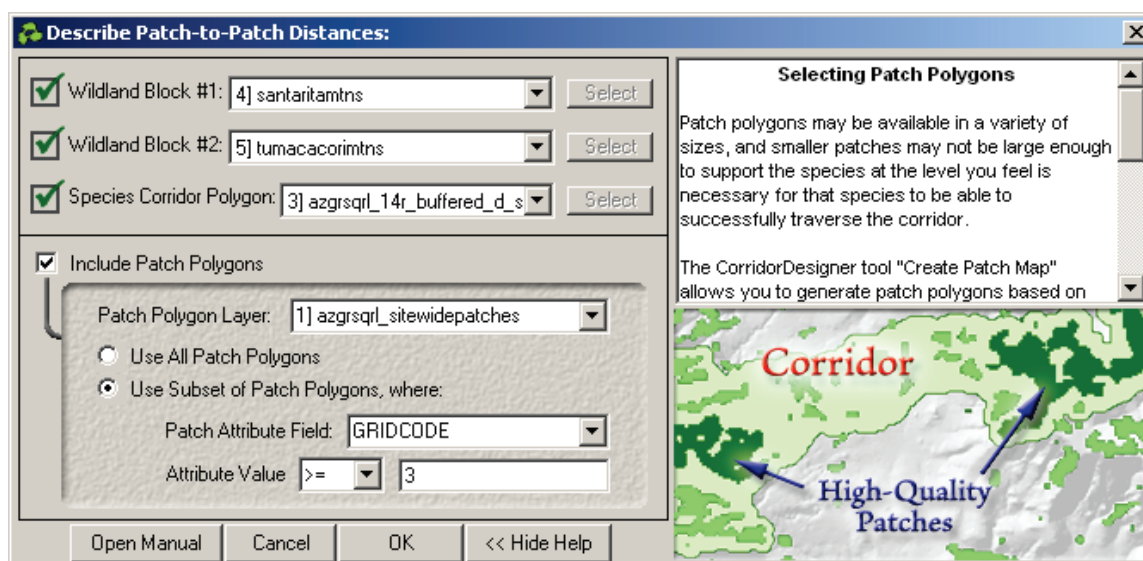 Describe Patch-to-Patch Distances:
Wildland Block #1: 4] santaritamtns Select
Wildland Block #2: 5] tumacacorimtns Select
Species Corridor Polygon: 3] azgrsqrl_14r_buffered_d_s Select
Include Patch Polygons
Patch Polygon Layer: 1] azgrsqrl_sitewidepatches
Use All Patch Polygons
Use Subset of Patch Polygons, where:
Patch Attribute Field: GRIDCODE
Attribute Value >= 3
Open Manual Cancel OK << Hide Help
Selecting Patch Polygons
Patch polygons may be available in a variety of
sizes, and smaller patches may not be large enough
to support the species at the level you feel is
necessary for that species to be able to
successfully traverse the corridor.
The CorridorDesigner tool "Create Patch Map"
allows you to generate patch polygons based on
Corridor
High-Quality
Patches